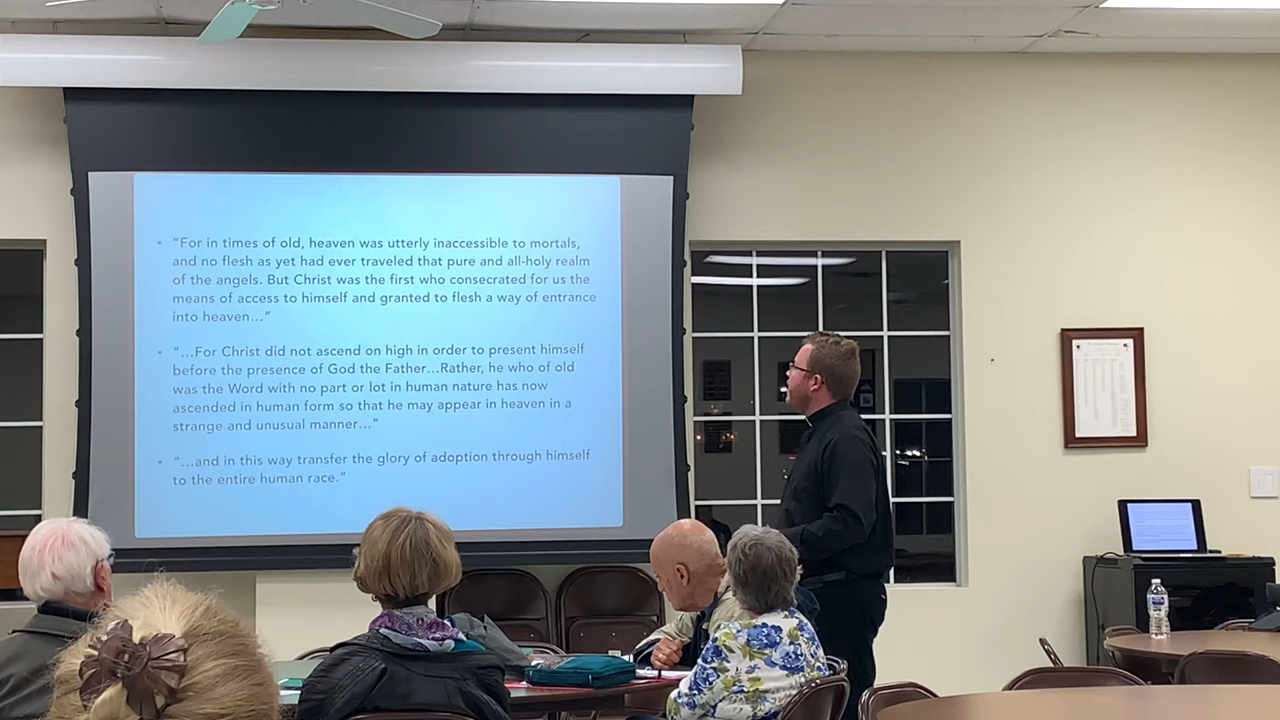 • “For in times of old, heaven was utterly inaccessible to mortals,
and no flesh as yet had ever traveled that pure and all-holy realm
of the angels. But Christ was the first who consecrated for us the
means of access to himself and granted to flesh a way of entrance
into heaven…”
• “…For Christ did not ascend on high in order to present himself
before the presence of God the Father…Rather, he who of old
was the Word with no part or lot in human nature has now
ascended in human form so that he may appear in heaven in a
strange and unusual manner…”
• “…and in this way transfer the glory of adoption through himself
to the entire human race.”